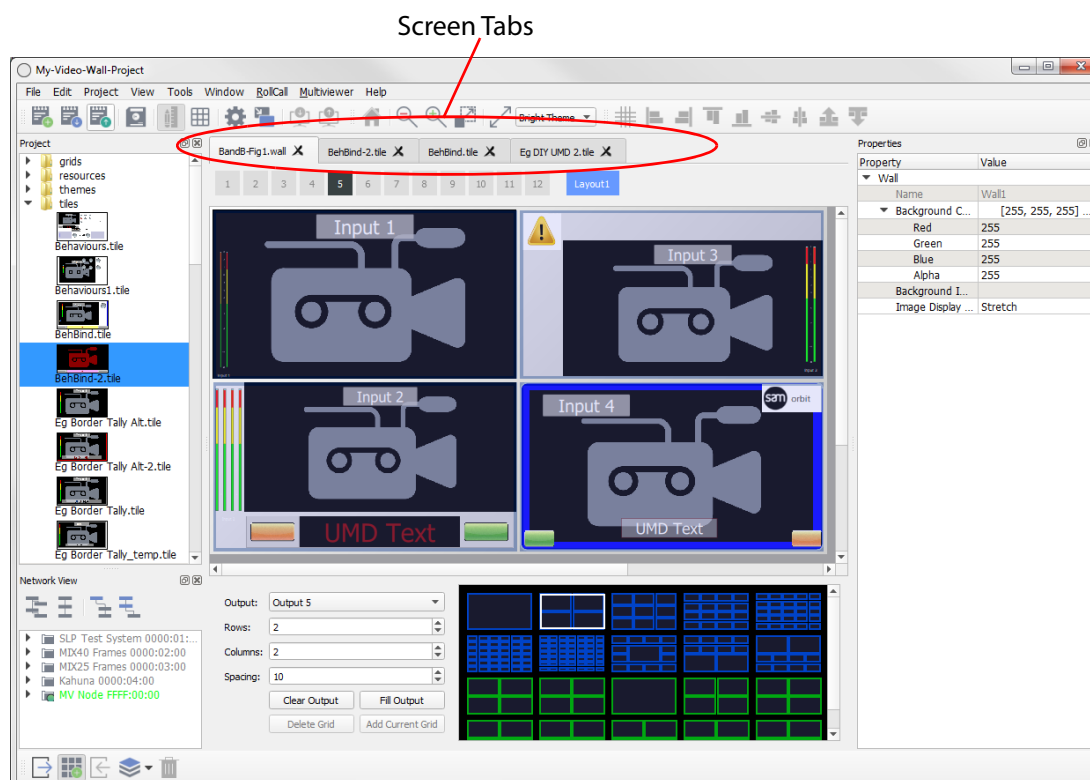 Screen Tabs
My-Video-Wall-Project
File Edit Project View Tools Window RollCall Multiviewer Help
Bright Theme
Project
grids
resources
themes
tiles
Behaviours.tile
Behaviours1.tile
BehBind.tile
BehBind-2.tile
Eg Border Tally Alt.tile
Eg Border Tally Alt-2.tile
Eg Border Tally.tile
Eg Border Tally_temp.tile
BandB-Fig1.wall BehBind-2.tile BehBind.tile Eg DIY UMD 2.tile
1 2 3 4 5 6 7 8 9 10 11 12 Layout1
Input 1
Input 3
Input 2
UMD Text
Input 4
sam orbit
UMD Text
Properties
Property Value
Wall
Name Wall1
Background C... [255, 255, 255] ...
Red 255
Green 255
Blue 255
Alpha 255
Background I...
Image Display ... Stretch
Network View
SLP Test System 0000:01:...
MIX40 Frames 0000:02:00
MIX25 Frames 0000:03:00
Kahuna 0000:04:00
MV Node FFFF:00:00
Output: Output 5
Rows: 2
Columns: 2
Spacing: 10
Clear Output Fill Output
Delete Grid Add Current Grid